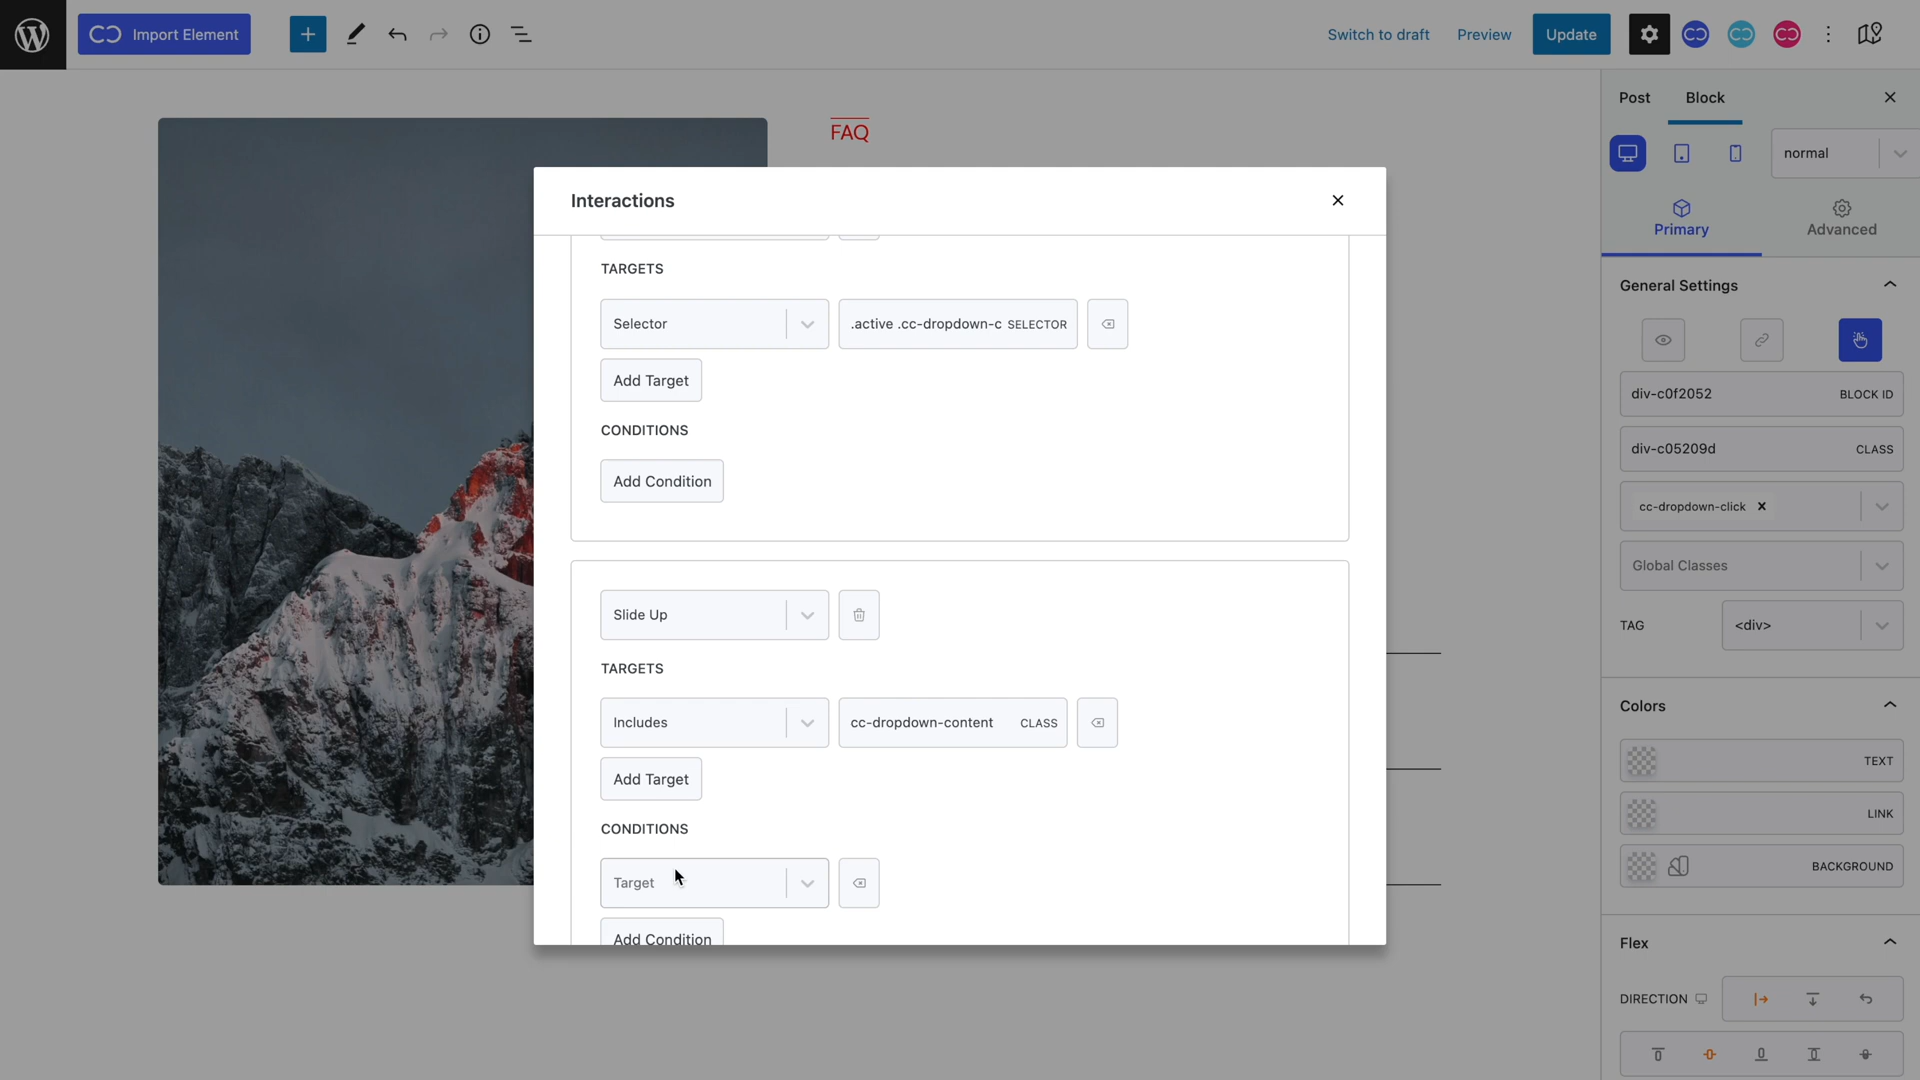 Import Element
Switch to draft
Preview
Update
FAQ
Post
Block
normal
Primary
Advanced
General Settings
div-c0f2052 BLOCK ID
div-c05209d CLASS
cc-dropdown-click
Global Classes
TAG <div>
Colors
TEXT
LINK
BACKGROUND
Flex
DIRECTION
Interactions
TARGETS
Selector .active .cc-dropdown-c SELECTOR
Add Target
CONDITIONS
Add Condition
Slide Up
TARGETS
Includes cc-dropdown-content CLASS
Add Target
CONDITIONS
Target
Add Condition